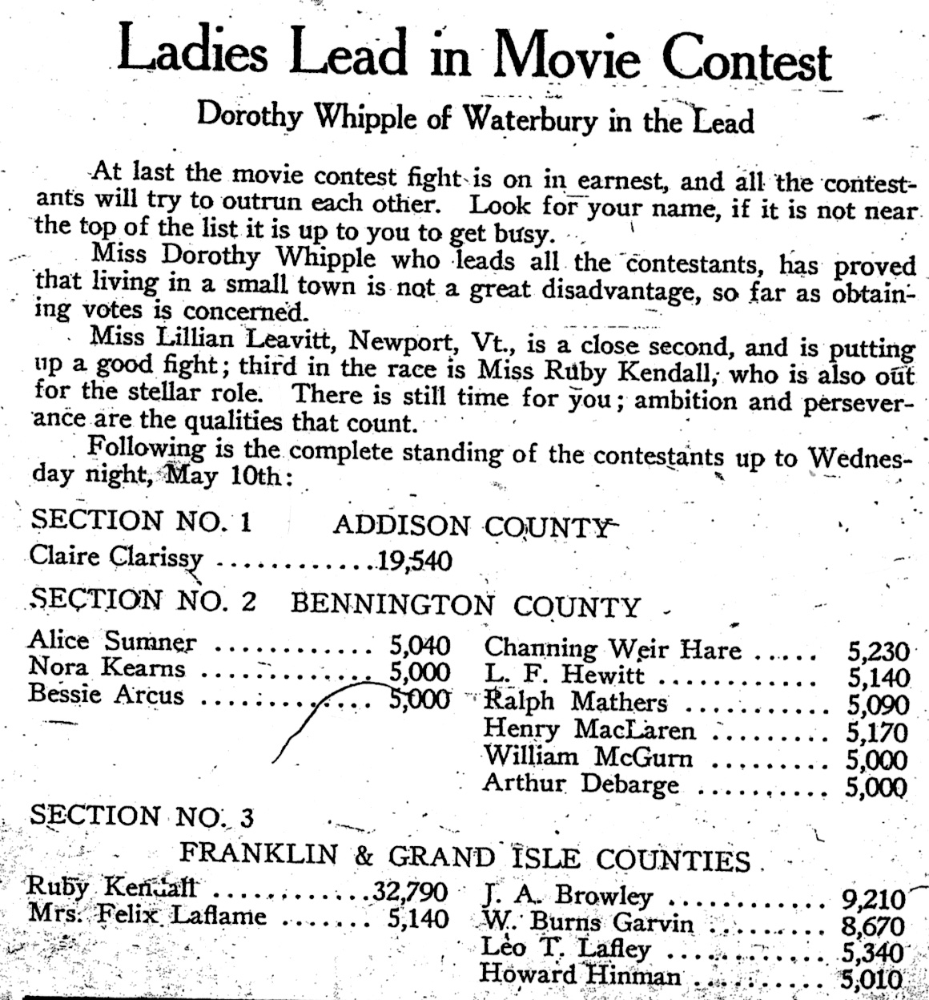 Ladies Lead in Movie Contest
Dorothy Whipple of Waterbury in the Lead
At last the movie contest fight is on in earnest, and all the contest-
ants will try to outrun each other. Look for your name, if it is not near
the top of the list it is up to you to get busy.
Miss Dorothy Whipple who leads all the contestants, has proved
that living in a small town is not a great disadvantage, so far as obtain-
ing votes is concerned.
Miss Lillian Leavitt, Newport, Vt., is a close second, and is putting
up a good fight; third in the race is Miss Ruby Kendall, who is also out
for the stellar role. There is still time for you; ambition and persever-
ance are the qualities that count.
Following is the complete standing of the contestants up to Wednes-
day night, May 10th:
SECTION NO. 1 ADDISON COUNTY
Claire Clarissy ............19,540
SECTION NO. 2 BENNINGTON COUNTY
Alice Sumner ............ 5,040
Nora Kearns ............. 5,000
Bessie Arcus ............. 5,000
Channing Weir Hare ..... 5,230
L. F. Hewitt ............ 5,140
Ralph Mathers ........... 5,090
Henry MacLaren ......... 5,170
William McGurn ......... 5,000
Arthur Debarge .......... 5,000
SECTION NO. 3
FRANKLIN & GRAND ISLE COUNTIES
Ruby Kendall ............32,790
Mrs. Felix Laflame ....... 5,140
J. A. Browley ............ 9,210
W. Burns Garvin ......... 8,670
Leo T. Lafley ............ 5,340
Howard Hinman .......... 5,010